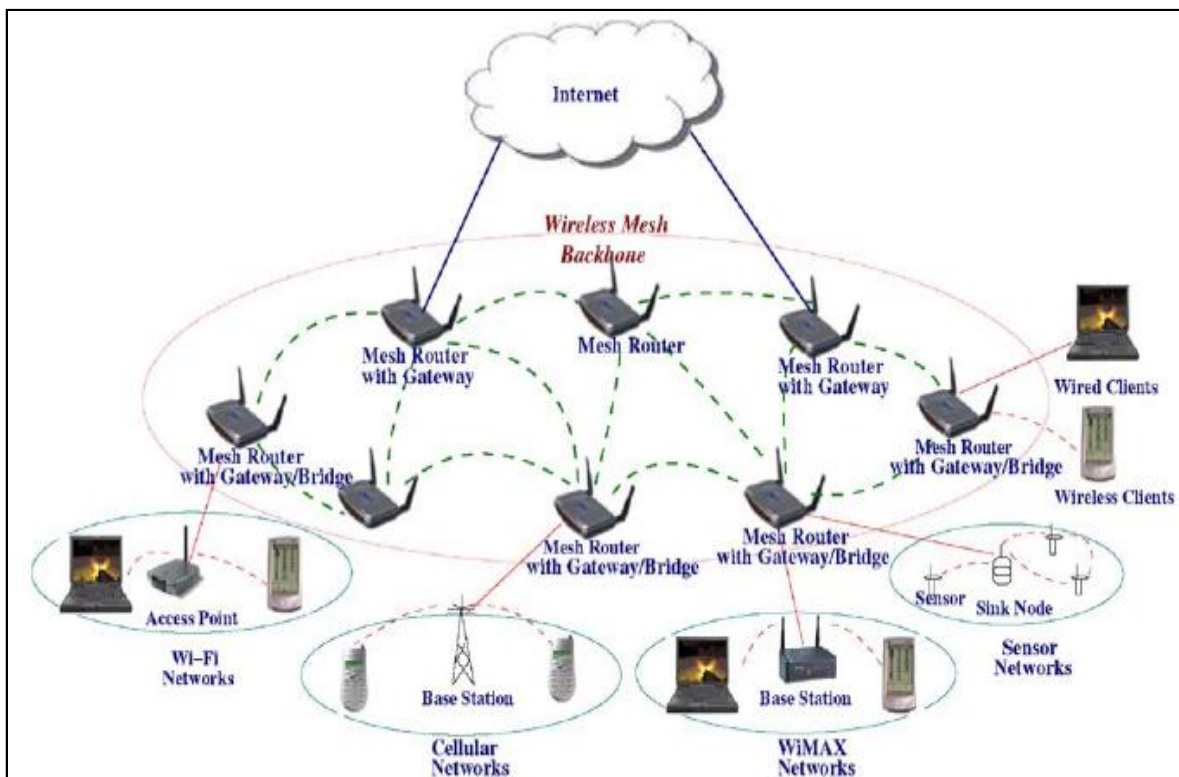 Internet
Wireless Mesh
Backbone
Mesh Router
with Gateway
Mesh Router
Mesh Router
with Gateway
Wired Clients
Mesh Router
with Gateway/Bridge
Mesh Router
with Gateway/Bridge
Wireless Clients
Mesh Router
with Gateway/Bridge
Mesh Router
with Gateway/Bridge
Access Point
Wi-Fi
Networks
Base Station
Cellular
Networks
Base Station
WiMAX
Networks
Sensor
Sink Node
Sensor
Networks